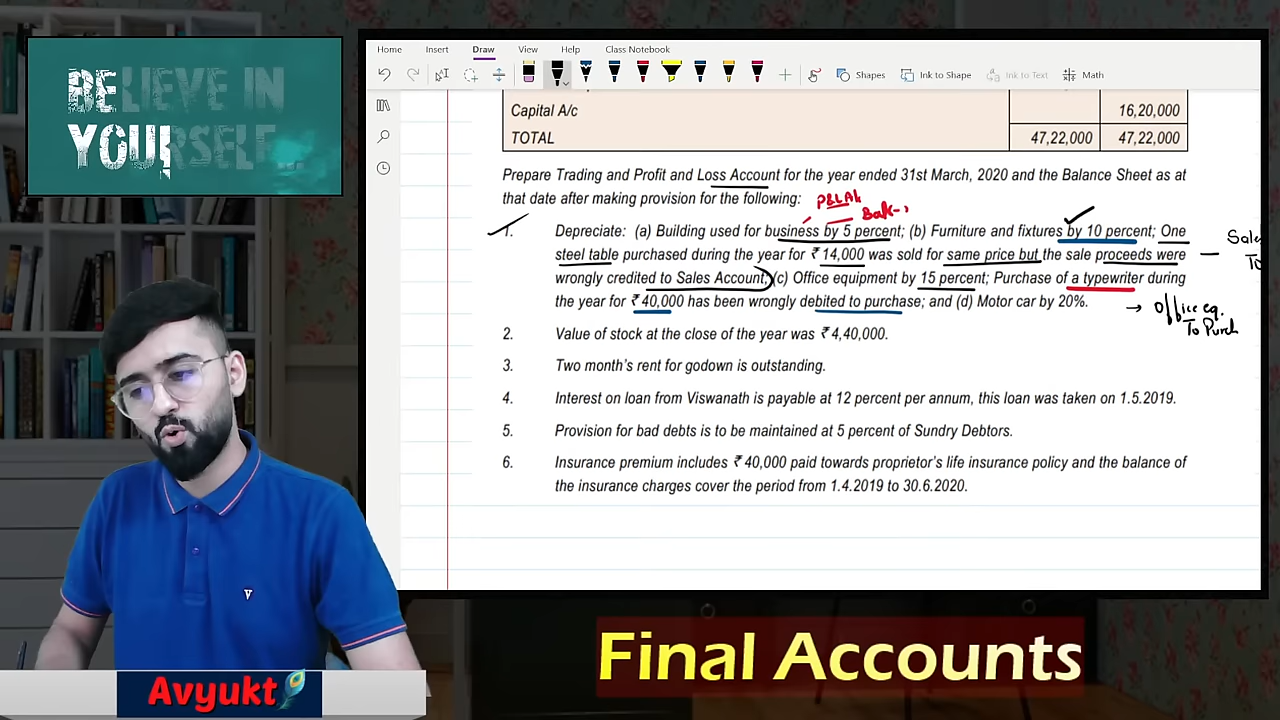 BELIEVE IN
YOURSELF...
Home Insert Draw View Help Class Notebook
Shapes Ink to Shape Ink to Text Math
Capital A/c 16,20,000
TOTAL 47,22,000 47,22,000
Prepare Trading and Profit and Loss Account for the year ended 31st March, 2020 and the Balance Sheet as at
that date after making provision for the following:
P&L A/c
Bal-
1. Depreciate: (a) Building used for business by 5 percent; (b) Furniture and fixtures by 10 percent; One
steel table purchased during the year for ₹ 14,000 was sold for same price but the sale proceeds were
wrongly credited to Sales Account; (c) Office equipment by 15 percent; Purchase of a typewriter during
the year for ₹ 40,000 has been wrongly debited to purchase; and (d) Motor car by 20%.
Sales
To
→ Office eq.
To Purch
2. Value of stock at the close of the year was ₹ 4,40,000.
3. Two month's rent for godown is outstanding.
4. Interest on loan from Viswanath is payable at 12 percent per annum, this loan was taken on 1.5.2019.
5. Provision for bad debts is to be maintained at 5 percent of Sundry Debtors.
6. Insurance premium includes ₹ 40,000 paid towards proprietor's life insurance policy and the balance of
the insurance charges cover the period from 1.4.2019 to 30.6.2020.
Final Accounts
Avyukt